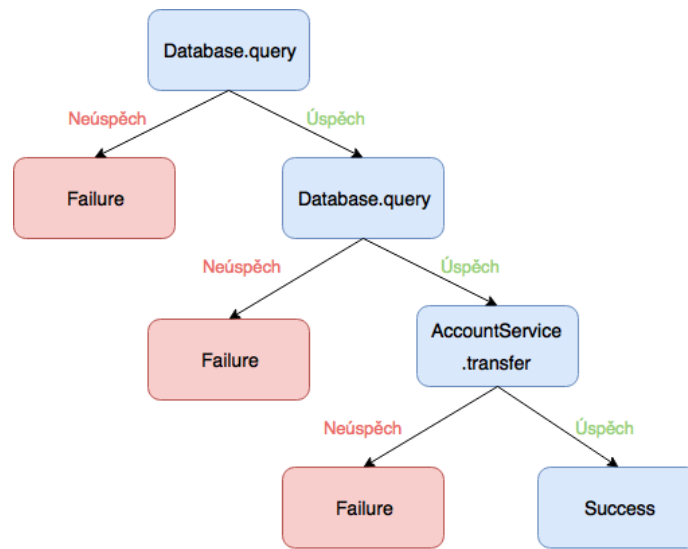 Database.query
Neúspěch
Úspěch
Failure
Database.query
Neúspěch
Úspěch
Failure
AccountService
.transfer
Neúspěch
Úspěch
Failure
Success